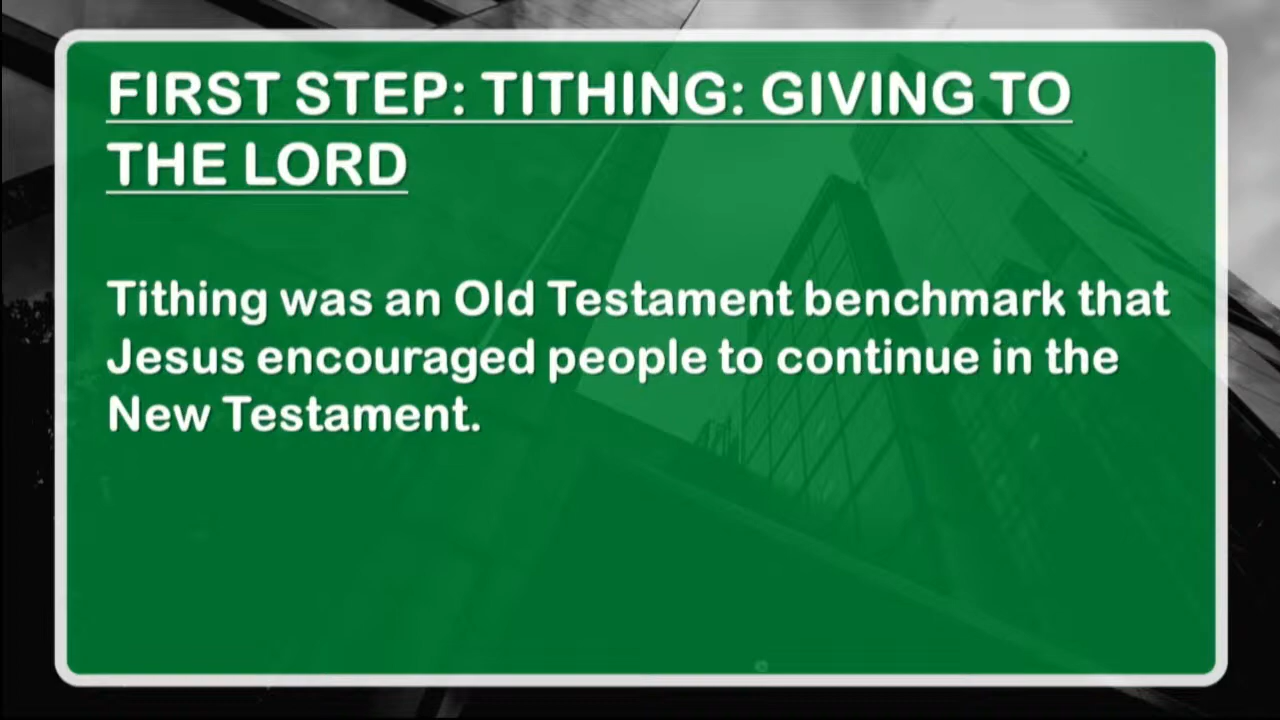 FIRST STEP: TITHING: GIVING TO
THE LORD
Tithing was an Old Testament benchmark that
Jesus encouraged people to continue in the
New Testament.